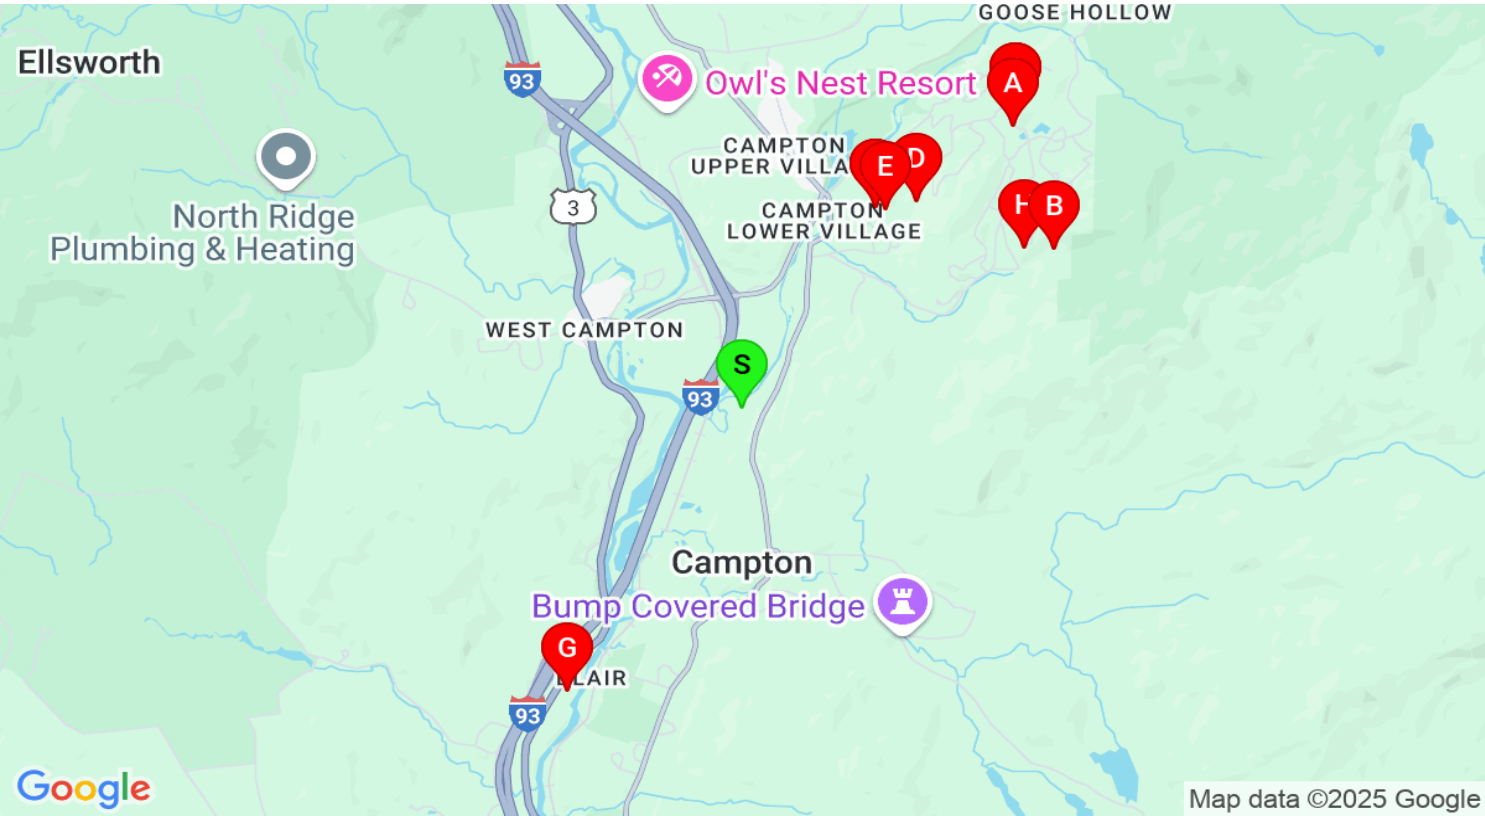 GOOSE HOLLOW
Ellsworth
93
Owl's Nest Resort
A
CAMPTON
UPPER VILLA
E
D
North Ridge
Plumbing & Heating
3
CAMPTON
LOWER VILLAGE
H
B
WEST CAMPTON
S
93
Campton
Bump Covered Bridge
G
BLAIR
93
Google
Map data ©2025 Google